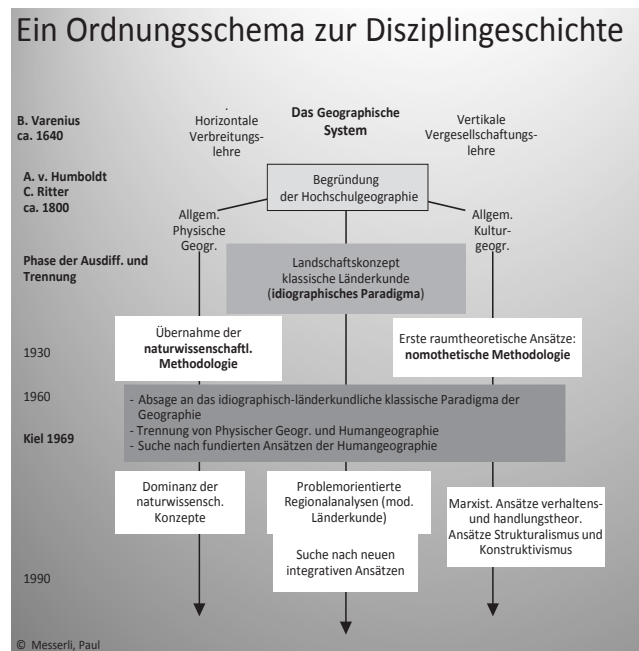 Ein Ordnungsschema zur Disziplingeschichte
B. Varenius
ca. 1640
Horizontale
Verbreitungs-
lehre
Das Geographische
System
Vertikale
Vergesellschaftungs-
lehre
A. v. Humboldt
C. Ritter
ca. 1800
Begründung
der Hochschulgeographie
Allgem.
Physische
Geogr.
Allgem.
Kultur-
geogr.
Phase der Ausdiff. und
Trennung
Landschaftskonzept
klassische Länderkunde
(idiographisches Paradigma)
1930
Übernahme der
naturwissenschaftl.
Methodologie
Erste raumtheoretische Ansätze:
nomothetische Methodologie
1960
- Absage an das idiographisch-länderkundliche klassische Paradigma der
Geographie
- Trennung von Physischer Geogr. und Humangeographie
- Suche nach fundierten Ansätzen der Humangeographie
Kiel 1969
Dominanz der
naturwissensch.
Konzepte
Problemorientierte
Regionalanalysen (mod.
Länderkunde)
Marxist. Ansätze verhaltens-
und handlungstheor.
Ansätze Strukturalismus und
Konstruktivismus
Suche nach neuen
integrativen Ansätzen
1990
© Messerli, Paul